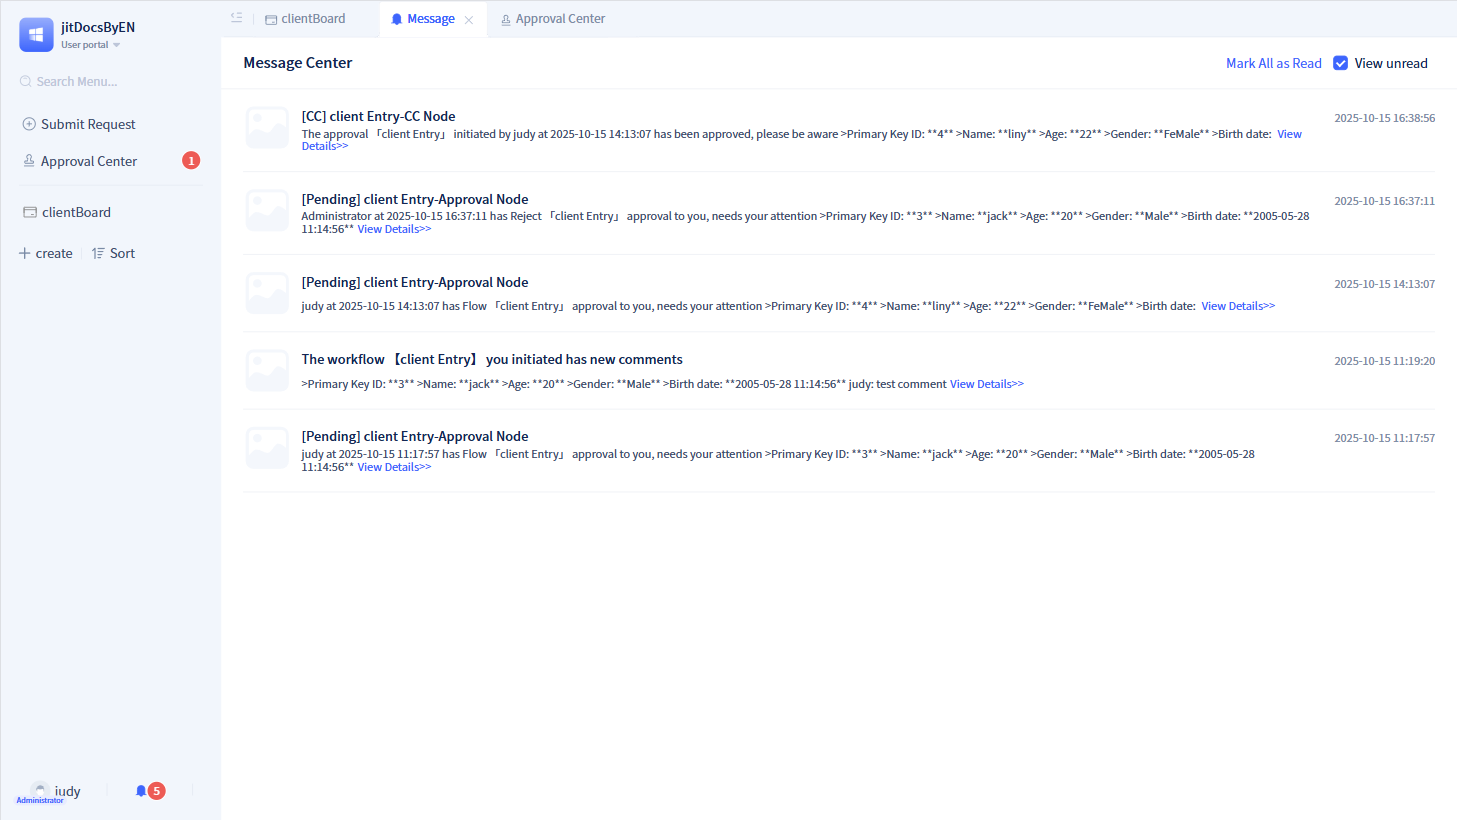 jitDocsByEN
User portal
Search Menu...
Submit Request
Approval Center
1
clientBoard
create
Sort
judy
Administrator
5
clientBoard
Message
Approval Center
Message Center
Mark All as Read
View unread
[CC] client Entry-CC Node
2025-10-15 16:38:56
The approval 「client Entry」 initiated by judy at 2025-10-15 14:13:07 has been approved, please be aware >Primary Key ID: **4** >Name: **liny** >Age: **22** >Gender: **FeMale** >Birth date: View
Details>>
[Pending] client Entry-Approval Node
2025-10-15 16:37:11
Administrator at 2025-10-15 16:37:11 has Reject 「client Entry」 approval to you, needs your attention >Primary Key ID: **3** >Name: **jack** >Age: **20** >Gender: **Male** >Birth date: **2005-05-28
11:14:56** View Details>>
[Pending] client Entry-Approval Node
2025-10-15 14:13:07
judy at 2025-10-15 14:13:07 has Flow 「client Entry」 approval to you, needs your attention >Primary Key ID: **4** >Name: **liny** >Age: **22** >Gender: **FeMale** >Birth date: View Details>>
The workflow 【client Entry】 you initiated has new comments
2025-10-15 11:19:20
>Primary Key ID: **3** >Name: **jack** >Age: **20** >Gender: **Male** >Birth date: **2005-05-28 11:14:56** judy: test comment View Details>>
[Pending] client Entry-Approval Node
2025-10-15 11:17:57
judy at 2025-10-15 11:17:57 has Flow 「client Entry」 approval to you, needs your attention >Primary Key ID: **3** >Name: **jack** >Age: **20** >Gender: **Male** >Birth date: **2005-05-28
11:14:56** View Details>>